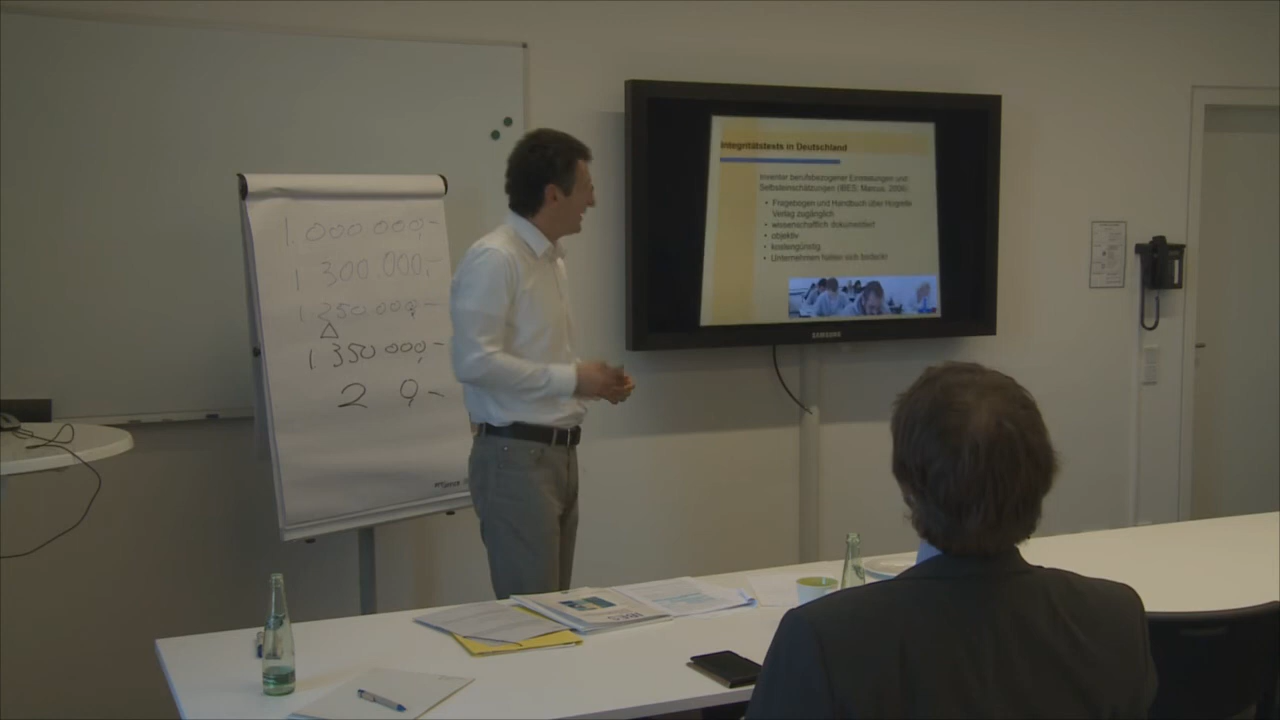 1.000.000,-
1 300.000,-
1 250 000,-
1 350 000,-
2 9,-
Integritätstests in Deutschland
Inventar berufsbezogener Einstellungen und
Selbsteinschätzungen (IBES; Marcus, 2006):
• Fragebogen und Handbuch über Hogrefe
Verlag zugänglich
• wissenschaftlich dokumentiert
• objektiv
• kostengünstig
• Unternehmen halten sich bedeckt
SAMSUNG
IBES